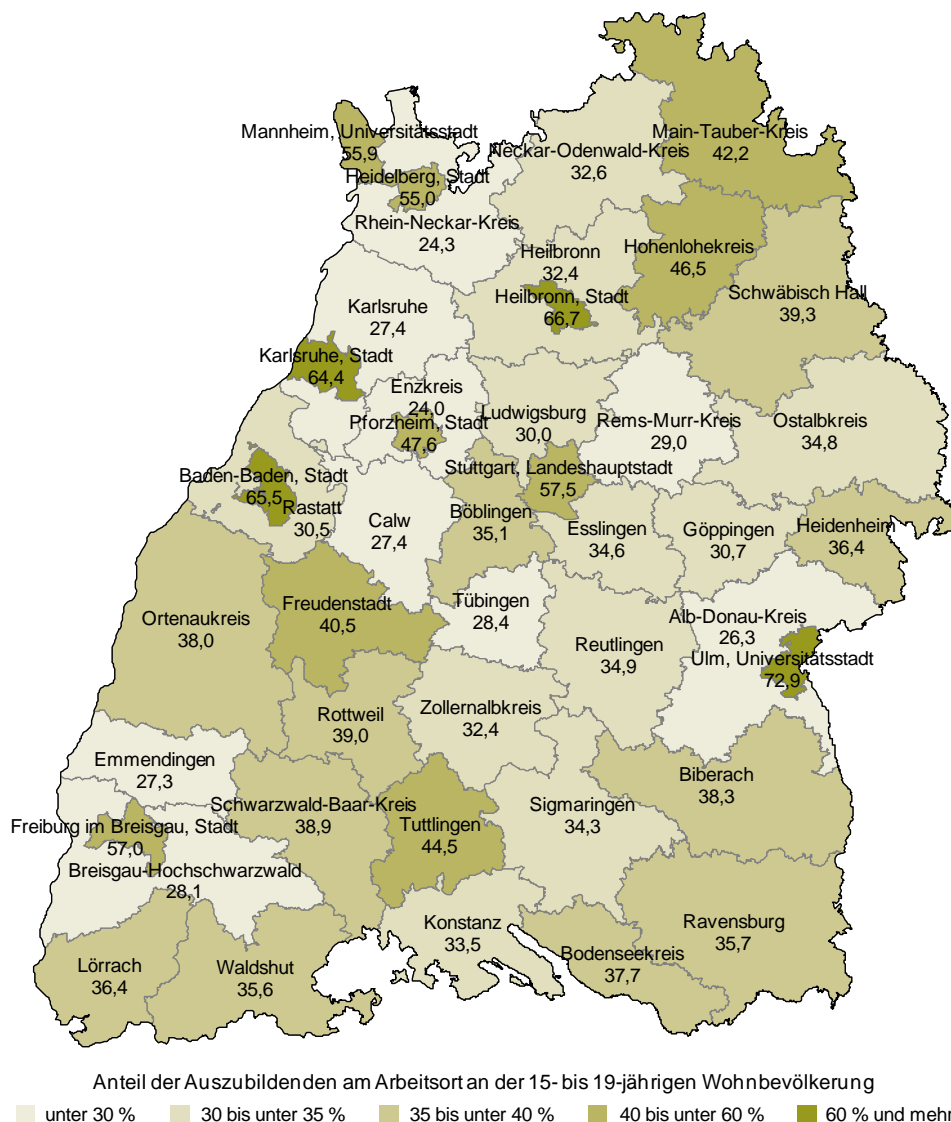 Mannheim, Universitätsstadt
55,9
Main-Tauber-Kreis
42,2
Neckar-Odenwald-Kreis
32,6
Heidelberg, Stadt
55,0
Rhein-Neckar-Kreis
24,3
Heilbronn
32,4
Hohenlohekreis
46,5
Schwäbisch Hall
39,3
Heilbronn, Stadt
66,7
Karlsruhe
27,4
Karlsruhe, Stadt
64,4
Enzkreis
24,0
Pforzheim, Stadt
47,6
Ludwigsburg
30,0
Rems-Murr-Kreis
29,0
Ostalbkreis
34,8
Baden-Baden, Stadt
65,5
Rastatt
30,5
Stuttgart, Landeshauptstadt
57,5
Calw
27,4
Böblingen
35,1
Esslingen
34,6
Göppingen
30,7
Heidenheim
36,4
Ortenaukreis
38,0
Freudenstadt
40,5
Tübingen
28,4
Reutlingen
34,9
Alb-Donau-Kreis
26,3
Ulm, Universitätsstadt
72,9
Rottweil
39,0
Zollernalbkreis
32,4
Emmendingen
27,3
Biberach
38,3
Schwarzwald-Baar-Kreis
38,9
Sigmaringen
34,3
Freiburg im Breisgau, Stadt
57,0
Tuttlingen
44,5
Breisgau-Hochschwarzwald
28,1
Konstanz
33,5
Ravensburg
35,7
Bodenseekreis
37,7
Lörrach
36,4
Waldshut
35,6
Anteil der Auszubildenden am Arbeitsort an der 15- bis 19-jährigen Wohnbevölkerung
unter 30 % 30 bis unter 35 % 35 bis unter 40 % 40 bis unter 60 % 60 % und mehr